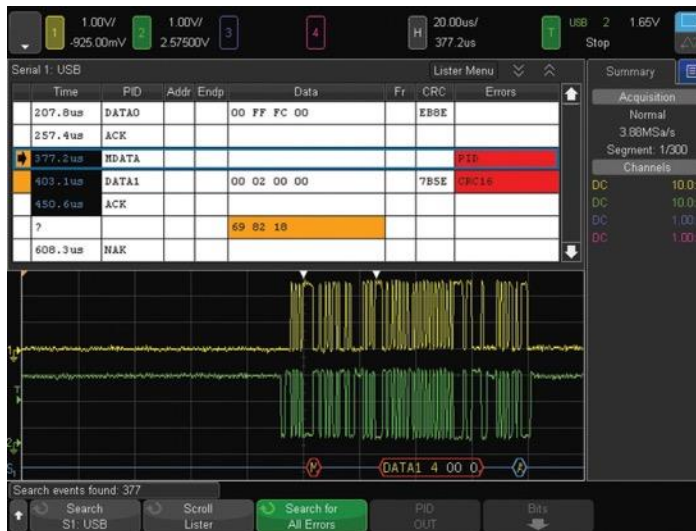 1 1.00V/ -925.00mV 2 1.00V/ 2.57500V 3 4 H 20.00us/ 377.2us T USB 2 1.65V Stop
Serial 1: USB Lister Menu
Time PID Addr Endp Data Fr CRC Errors
207.8us DATA0 00 FF FC 00 EB8E
257.4us ACK
377.2us MDATA PID
403.1us DATA1 00 02 00 00 7B5E CRC16
450.6us ACK
? 69 82 18
608.3us NAK
Summary
Acquisition
Normal
3.88MSa/s
Segment: 1/300
Channels
DC 10.0:
DC 10.0:
DC 1.00:
DC 1.00:
1
T
2
S1 M DATA1 4 00 0 A
Search events found: 377
Search S1: USB
Scroll Lister
Search for All Errors
PID OUT
Bits